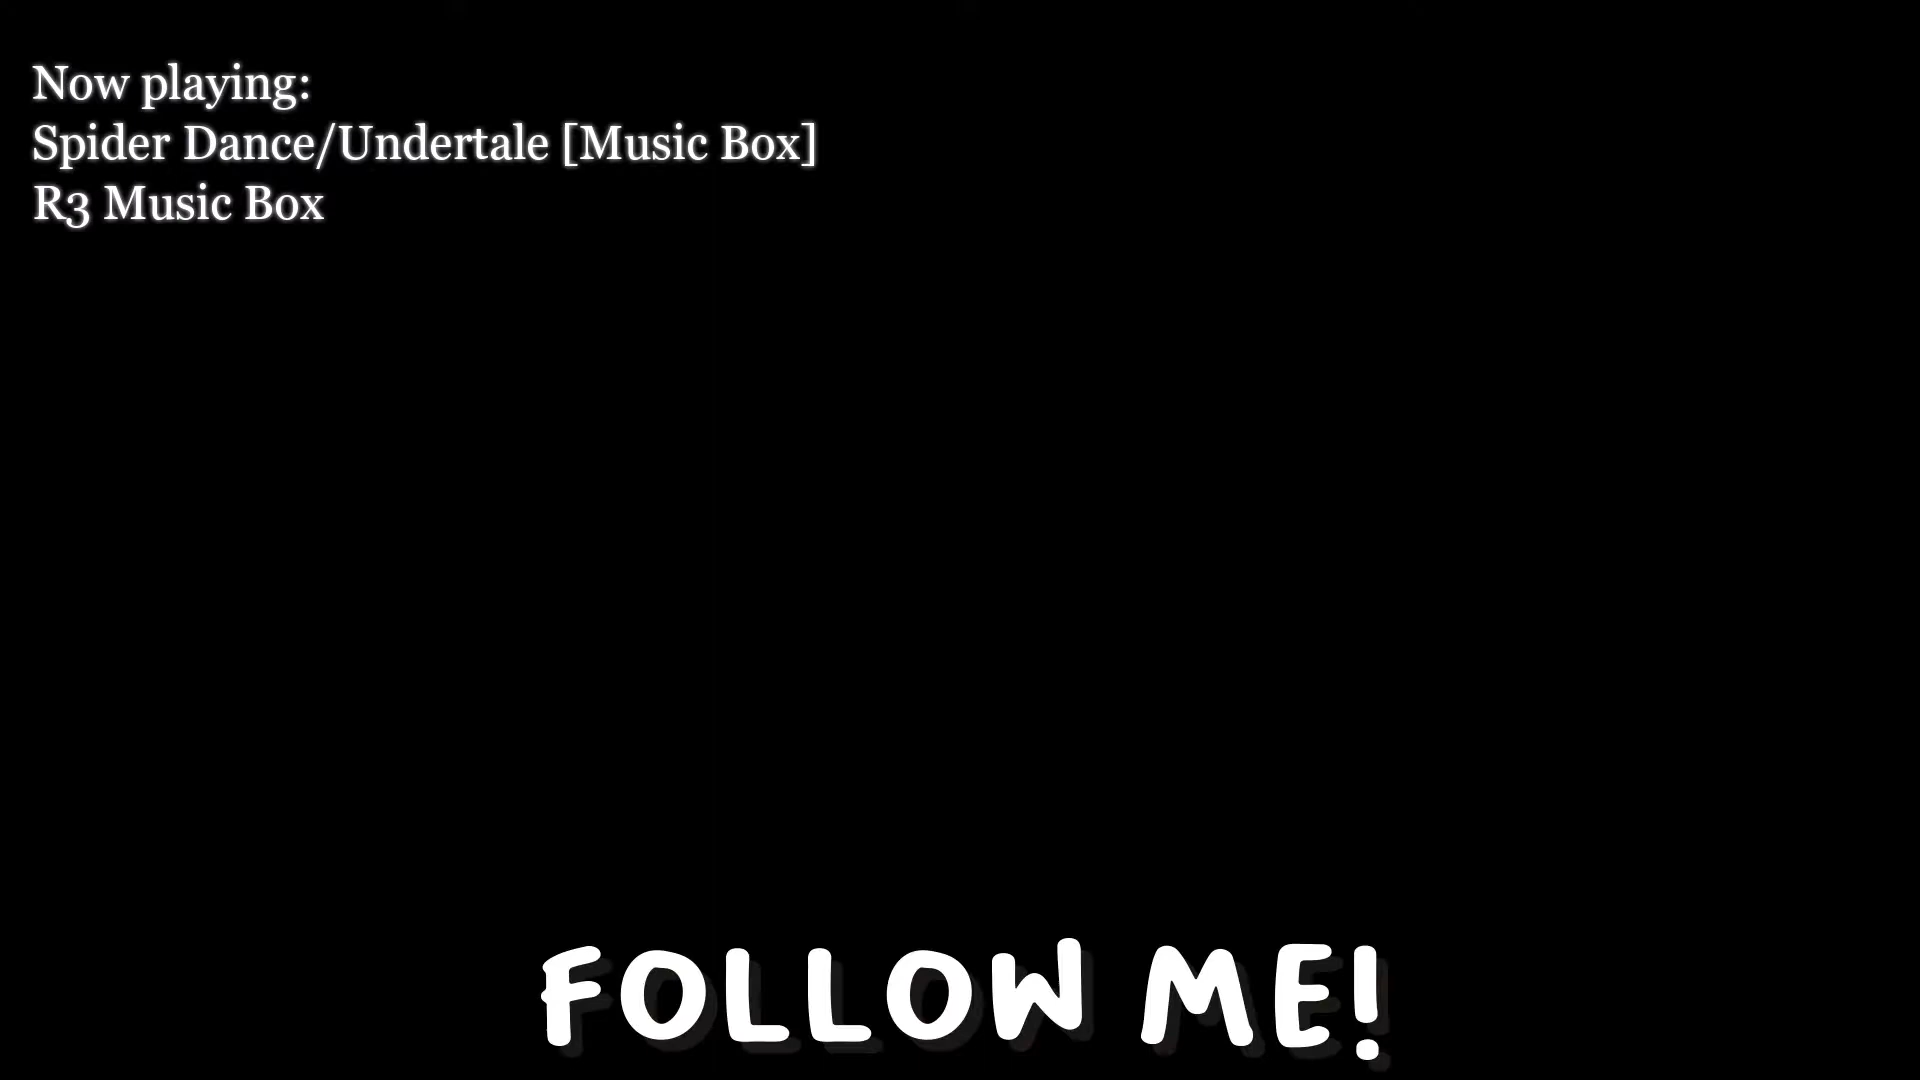 Now playing:
Spider Dance/Undertale [Music Box]
R3 Music Box
FOLLOW ME!